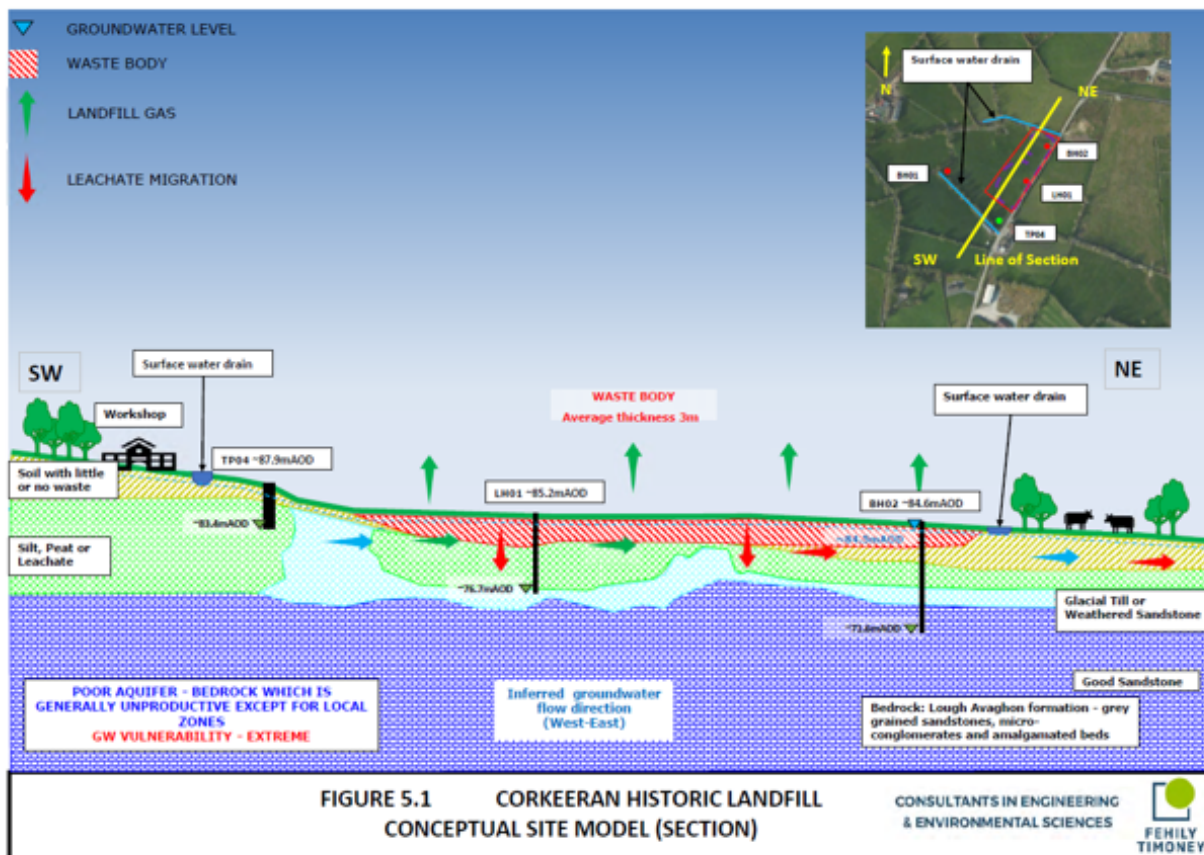 GROUNDWATER LEVEL
WASTE BODY
LANDFILL GAS
LEACHATE MIGRATION
Surface water drain
N
NE
BH02
BH01
LH01
TP04
SW
Line of Section
SW
Surface water drain
Workshop
WASTE BODY
Average thickness 3m
Surface water drain
NE
TP04 ~87.9mAOD
Soil with little
or no waste
LH01 ~85.2mAOD
BH02 ~84.6mAOD
~83.4mAOD
~84.5mAOD
Silt, Peat or
Leachate
~76.7mAOD
Glacial Till or
Weathered Sandstone
~71.6mAOD
Good Sandstone
POOR AQUIFER - BEDROCK WHICH IS
GENERALLY UNPRODUCTIVE EXCEPT FOR LOCAL
ZONES
GW VULNERABILITY - EXTREME
Inferred groundwater
flow direction
(West-East)
Bedrock: Lough Avaghon formation - grey
grained sandstones, micro-
conglomerates and amalgamated beds
FIGURE 5.1 CORKEERAN HISTORIC LANDFILL
CONCEPTUAL SITE MODEL (SECTION)
CONSULTANTS IN ENGINEERING
& ENVIRONMENTAL SCIENCES
FEHILY
TIMONEY